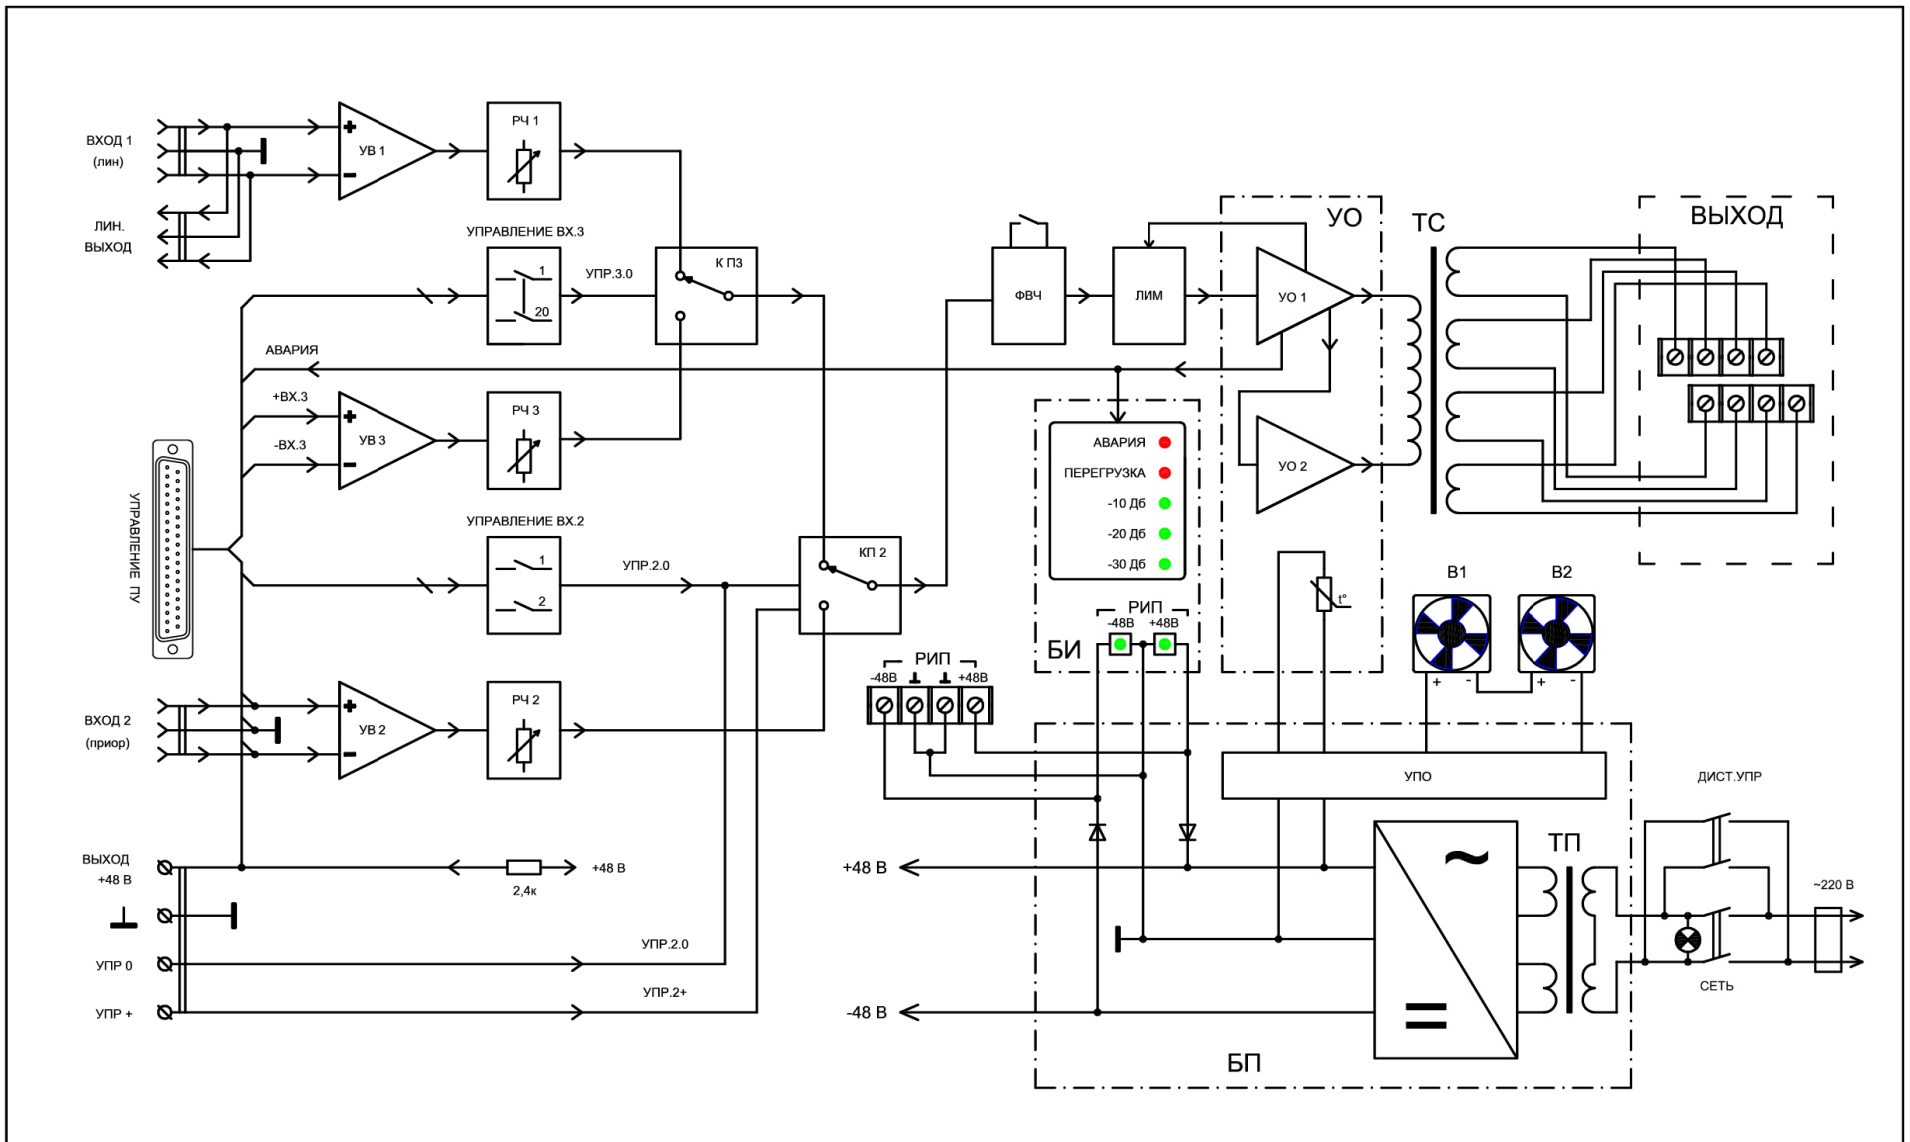 ВХОД 1
(лин)
ЛИН.
ВЫХОД
УВ 1
РЧ 1
УПРАВЛЕНИЕ ВХ.3
1
20
УПР.3.0
К П3
АВАРИЯ
+ВХ.3
-ВХ.3
УВ 3
РЧ 3
УПРАВЛЕНИЕ ПУ
УПРАВЛЕНИЕ ВХ.2
1
2
УПР.2.0
КП 2
ВХОД 2
(приор)
УВ 2
РЧ 2
ВЫХОД
+48 В
2,4к
+48 В
УПР 0
УПР.2.0
УПР +
УПР.2+
ФВЧ
ЛИМ
УО
УО 1
УО 2
t°
ТС
ВЫХОД
АВАРИЯ
ПЕРЕГРУЗКА
-10 Дб
-20 Дб
-30 Дб
РИП
-48В +48В
БИ
РИП
-48В +48В
В1
В2
+ - + -
УПО
+48 В
-48 В
БП
ТП
ДИСТ.УПР
~220 В
СЕТЬ